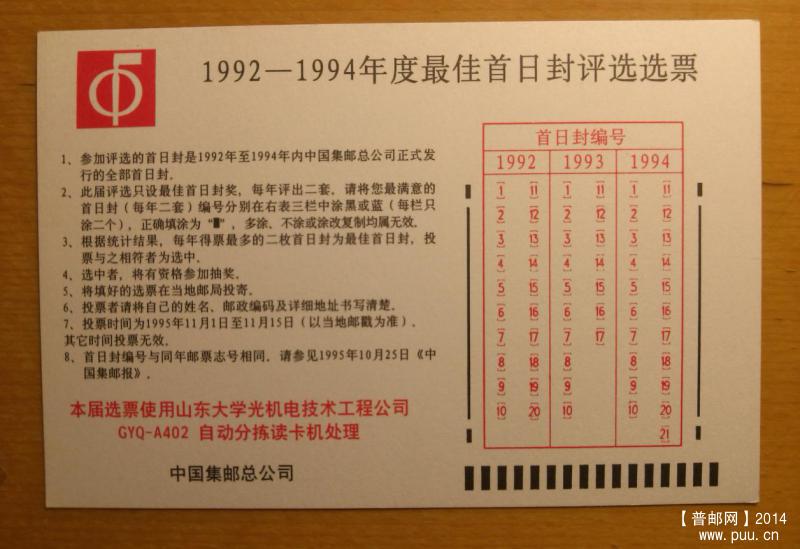 1992—1994年度最佳首日封评选选票
1、参加评选的首日封是1992年至1994年内中国集邮总公司正式发
行的全部首日封.
2、此届评选只设最佳首日封奖，每年评出二套. 请将您最满意的
首日封（每年二套）编号分别在右表三栏中涂黑或蓝（每栏只
涂二个），正确填涂为“▮”，多涂、不涂或涂改复制均属无效.
3、根据统计结果，每年得票最多的二枚首日封为最佳首日封，投
票与之相符者为选中.
4、选中者，将有资格参加抽奖.
5、将填好的选票在当地邮局投寄.
6、投票者请将自己的姓名、邮政编码及详细地址书写清楚.
7、投票时间为1995年11月1日至11月15日（以当地邮戳为准）.
其它时间投票无效.
8、首日封编号与同年邮票志号相同. 请参见1995年10月25日《中
国集邮报》.
本届选票使用山东大学光机电技术工程公司
GYQ-A402 自动分拣读卡机处理
中国集邮总公司
首日封编号
1992 1993 1994
1 11 1 11 1 11
2 12 2 12 2 12
3 13 3 13 3 13
4 14 4 14 4 14
5 15 5 15 5 15
6 16 6 16 6 16
7 17 7 17 7 17
8 18 8 8 18
9 19 9 9 19
10 20 10 10 20
21
【普邮网】2014
www.puu.cn